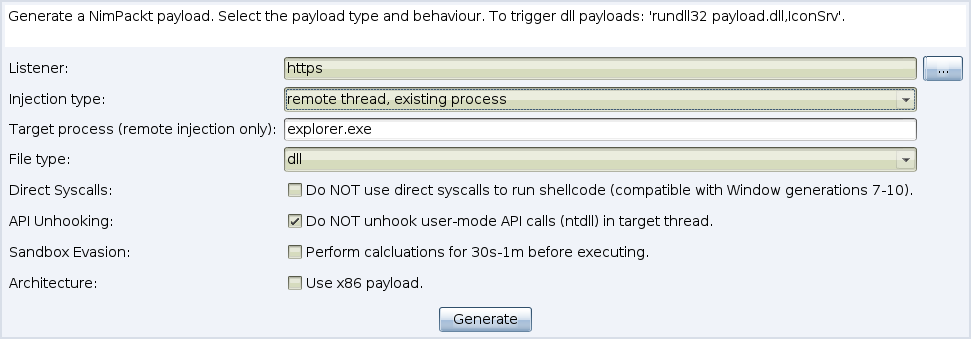 Generate a NimPackt payload. Select the payload type and behaviour. To trigger dll payloads: 'rundll32 payload.dll,IconSrv'.
Listener: https ...
Injection type: remote thread, existing process
Target process (remote injection only): explorer.exe
File type: dll
Direct Syscalls: Do NOT use direct syscalls to run shellcode (compatible with Window generations 7-10).
API Unhooking: Do NOT unhook user-mode API calls (ntdll) in target thread.
Sandbox Evasion: Perform calcluations for 30s-1m before executing.
Architecture: Use x86 payload.
Generate